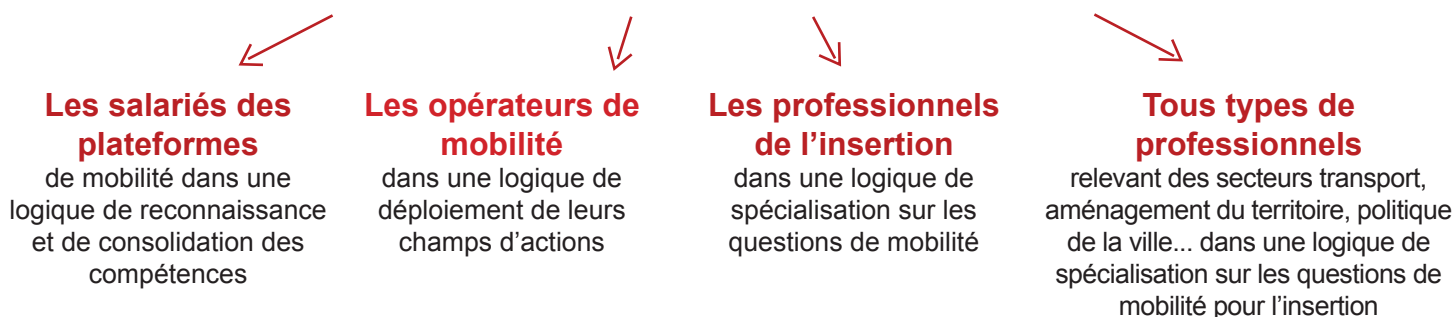 Les salariés des
plateformes
de mobilité dans une
logique de reconnaissance
et de consolidation des
compétences
Les opérateurs de
mobilité
dans une logique de
déploiement de leurs
champs d’actions
Les professionnels
de l’insertion
dans une logique de
spécialisation sur les
questions de mobilité
Tous types de
professionnels
relevant des secteurs transport,
aménagement du territoire, politique
de la ville... dans une logique de
spécialisation sur les questions de
mobilité pour l’insertion